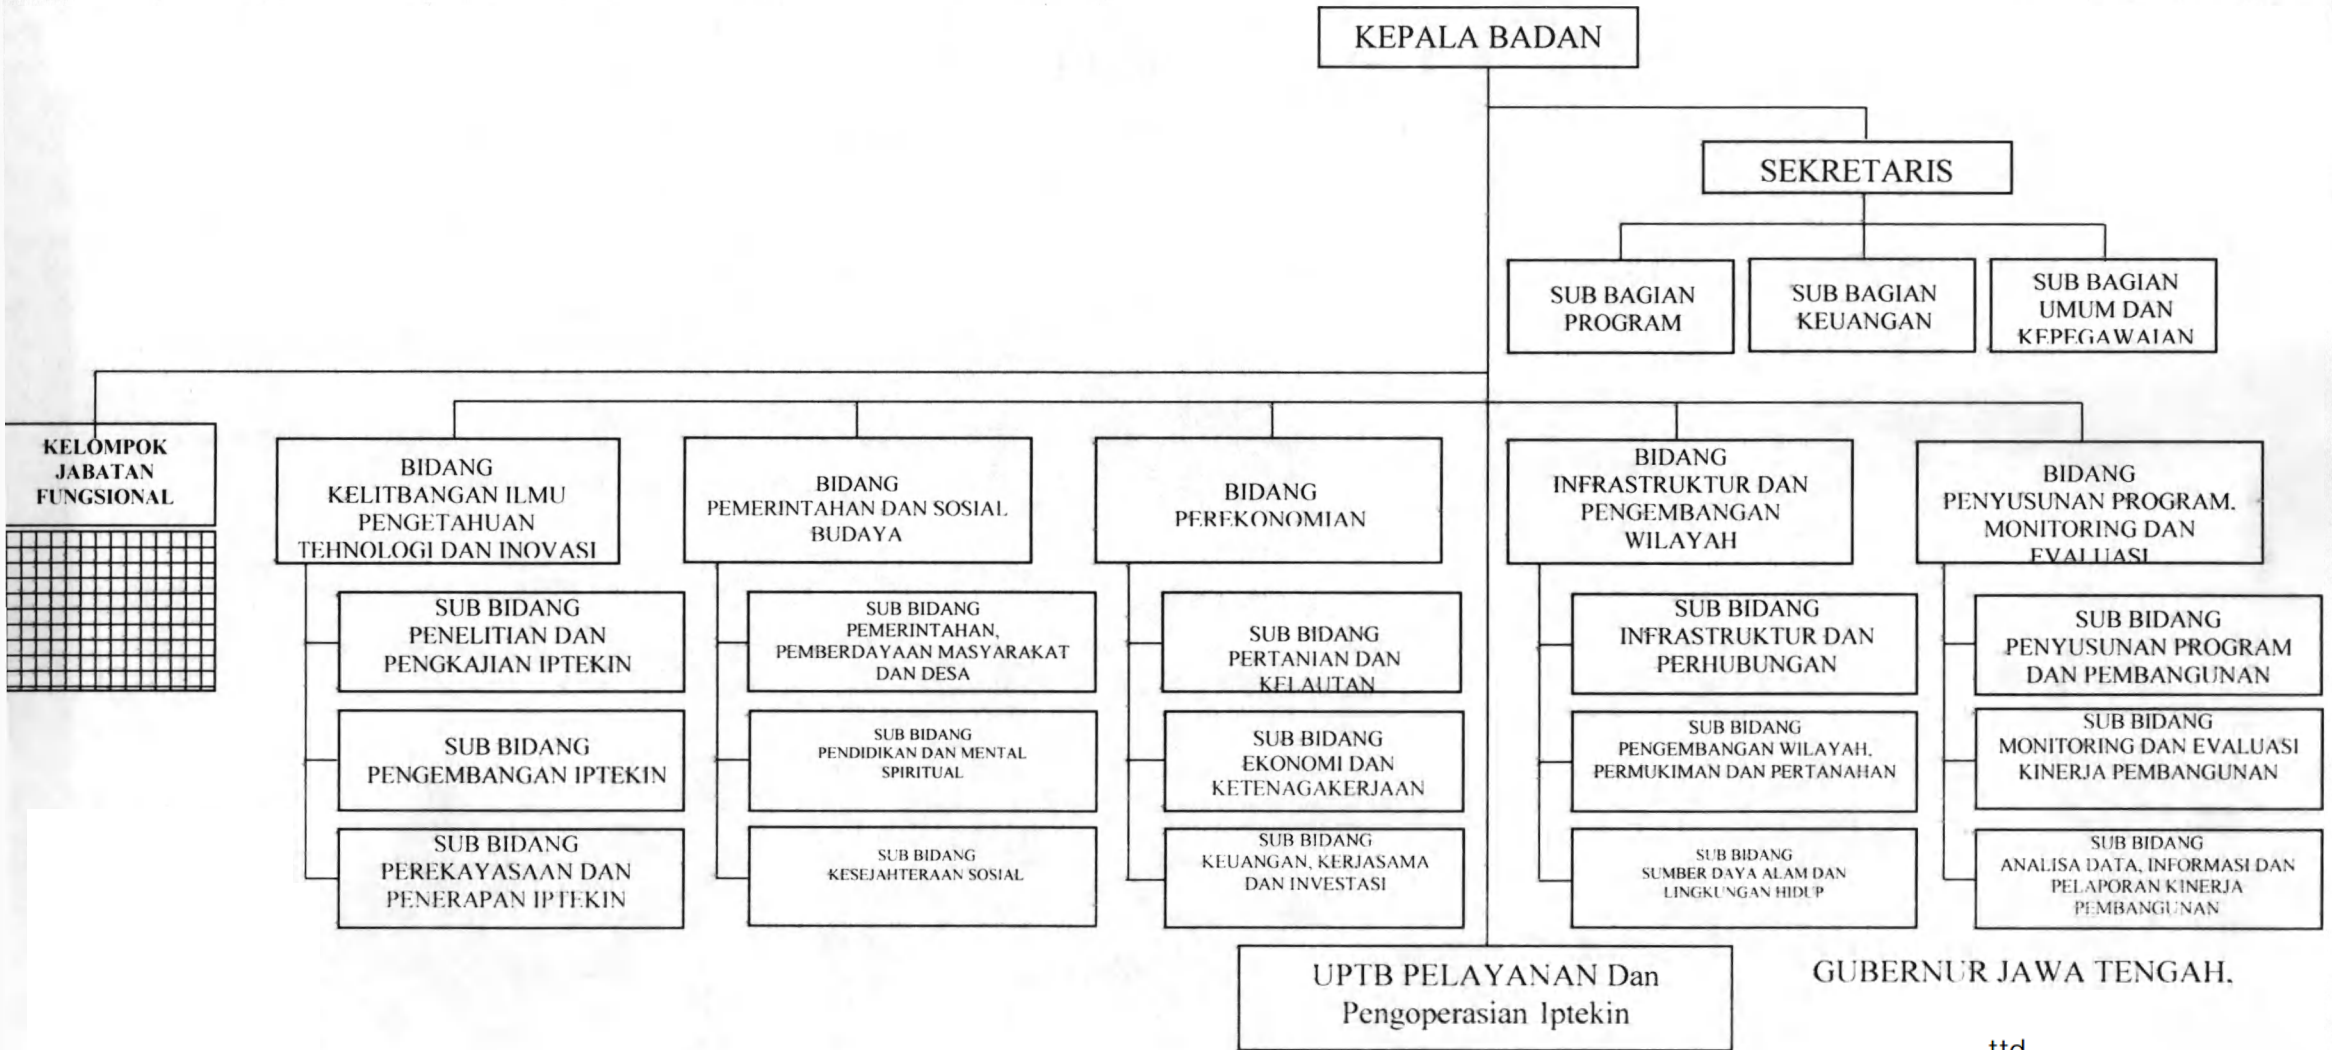 KEPALA BADAN
SEKRETARIS
SUB BAGIAN
PROGRAM
SUB BAGIAN
KEUANGAN
SUB BAGIAN
UMUM DAN
KEPEGAWAIAN
KELOMPOK
JABATAN
FUNGSIONAL
BIDANG
KELITBANGAN ILMU
PENGETAHUAN
TEHNOLOGI DAN INOVASI
SUB BIDANG
PENELITIAN DAN
PENGKAJIAN IPTEKIN
SUB BIDANG
PENGEMBANGAN IPTEKIN
SUB BIDANG
PEREKAYASAAN DAN
PENERAPAN IPTEKIN
BIDANG
PEMERINTAHAN DAN SOSIAL
BUDAYA
SUB BIDANG
PEMERINTAHAN,
PEMBERDAYAAN MASYARAKAT
DAN DESA
SUB BIDANG
PENDIDIKAN DAN MENTAL
SPIRITUAL
SUB BIDANG
KESEJAHTERAAN SOSIAL
BIDANG
PEREKONOMIAN
SUB BIDANG
PERTANIAN DAN
KELAUTAN
SUB BIDANG
EKONOMI DAN
KETENAGAKERJAAN
SUB BIDANG
KEUANGAN, KERJASAMA
DAN INVESTASI
BIDANG
INFRASTRUKTUR DAN
PENGEMBANGAN
WILAYAH
SUB BIDANG
INFRASTRUKTUR DAN
PERHUBUNGAN
SUB BIDANG
PENGEMBANGAN WILAYAH,
PERMUKIMAN DAN PERTANAHAN
SUB BIDANG
SUMBER DAYA ALAM DAN
LINGKUNGAN HIDUP
BIDANG
PENYUSUNAN PROGRAM,
MONITORING DAN
EVALUASI
SUB BIDANG
PENYUSUNAN PROGRAM
DAN PEMBANGUNAN
SUB BIDANG
MONITORING DAN EVALUASI
KINERJA PEMBANGUNAN
SUB BIDANG
ANALISA DATA, INFORMASI DAN
PELAPORAN KINERJA
PEMBANGUNAN
UPTB PELAYANAN Dan
Pengoperasian Iptekin
GUBERNUR JAWA TENGAH,
ttd